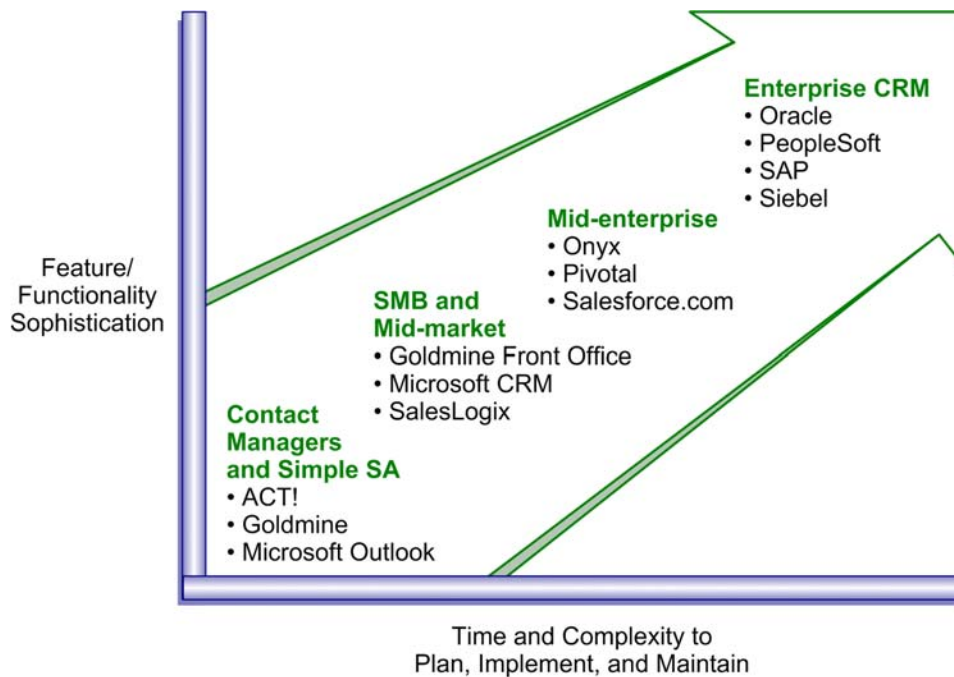 Enterprise CRM
• Oracle
• PeopleSoft
• SAP
• Siebel
Mid-enterprise
• Onyx
• Pivotal
• Salesforce.com
Feature/
Functionality
Sophistication
SMB and
Mid-market
• Goldmine Front Office
• Microsoft CRM
• SalesLogix
Contact
Managers
and Simple SA
• ACT!
• Goldmine
• Microsoft Outlook
Time and Complexity to
Plan, Implement, and Maintain